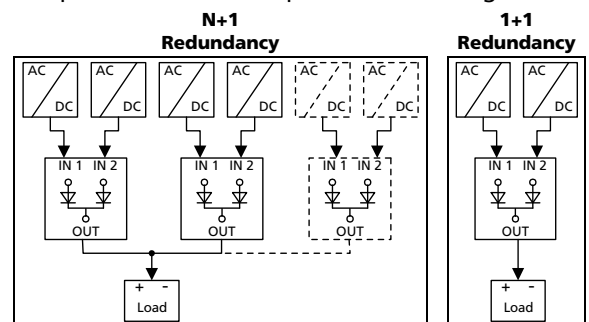 N+1
Redundancy
1+1
Redundancy
AC
DC
AC
DC
AC
DC
AC
DC
AC
DC
AC
DC
AC
DC
AC
DC
IN 1 IN 2
IN 1 IN 2
IN 1 IN 2
IN 1 IN 2
OUT
OUT
OUT
OUT
+ -
Load
+ -
Load